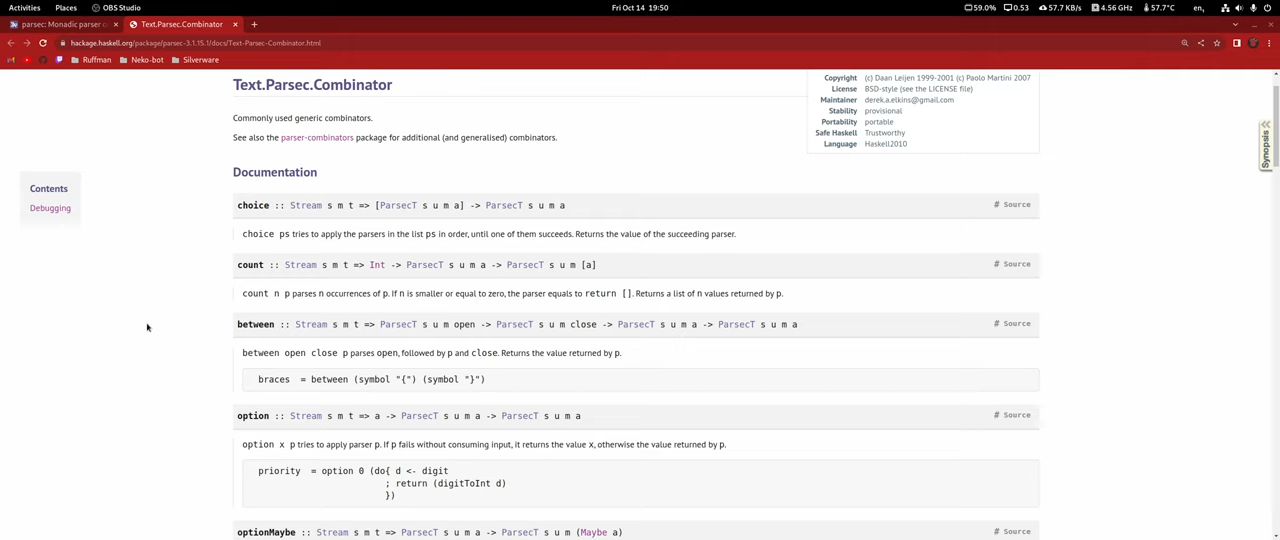 Activities Places OBS Studio Fri Oct 14 19:50 59.0% 0.53 57.7 KB/s 4.56 GHz 57.7°C en,
parsec: Monadic parser c × Text.Parsec.Combinator × +
hackage.haskell.org/package/parsec-3.1.15.1/docs/Text-Parsec-Combinator.html
Ruffman Neko-bot Silverware
Text.Parsec.Combinator
Copyright (c) Daan Leijen 1999-2001 (c) Paolo Martini 2007
License BSD-style (see the LICENSE file)
Maintainer derek.a.elkins@gmail.com
Stability provisional
Portability portable
Safe Haskell Trustworthy
Language Haskell2010
Commonly used generic combinators.
See also the parser-combinators package for additional (and generalised) combinators.
Synopsis
Contents
Debugging
Documentation
choice :: Stream s m t => [ParsecT s u m a] -> ParsecT s u m a # Source
choice ps tries to apply the parsers in the list ps in order, until one of them succeeds. Returns the value of the succeeding parser.
count :: Stream s m t => Int -> ParsecT s u m a -> ParsecT s u m [a] # Source
count n p parses n occurrences of p. If n is smaller or equal to zero, the parser equals to return []. Returns a list of n values returned by p.
between :: Stream s m t => ParsecT s u m open -> ParsecT s u m close -> ParsecT s u m a -> ParsecT s u m a # Source
between open close p parses open, followed by p and close. Returns the value returned by p.
braces = between (symbol "{") (symbol "}")
option :: Stream s m t => a -> ParsecT s u m a -> ParsecT s u m a # Source
option x p tries to apply parser p. If p fails without consuming input, it returns the value x, otherwise the value returned by p.
priority = option 0 (do{ d <- digit
; return (digitToInt d)
})
optionMaybe :: Stream s m t => ParsecT s u m a -> ParsecT s u m (Maybe a) # Source